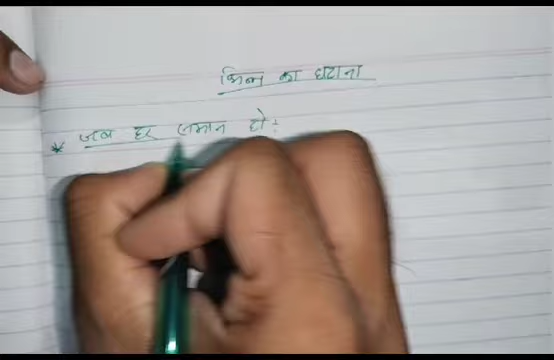 भिन्न का घटाना
* जब हर समान हो :